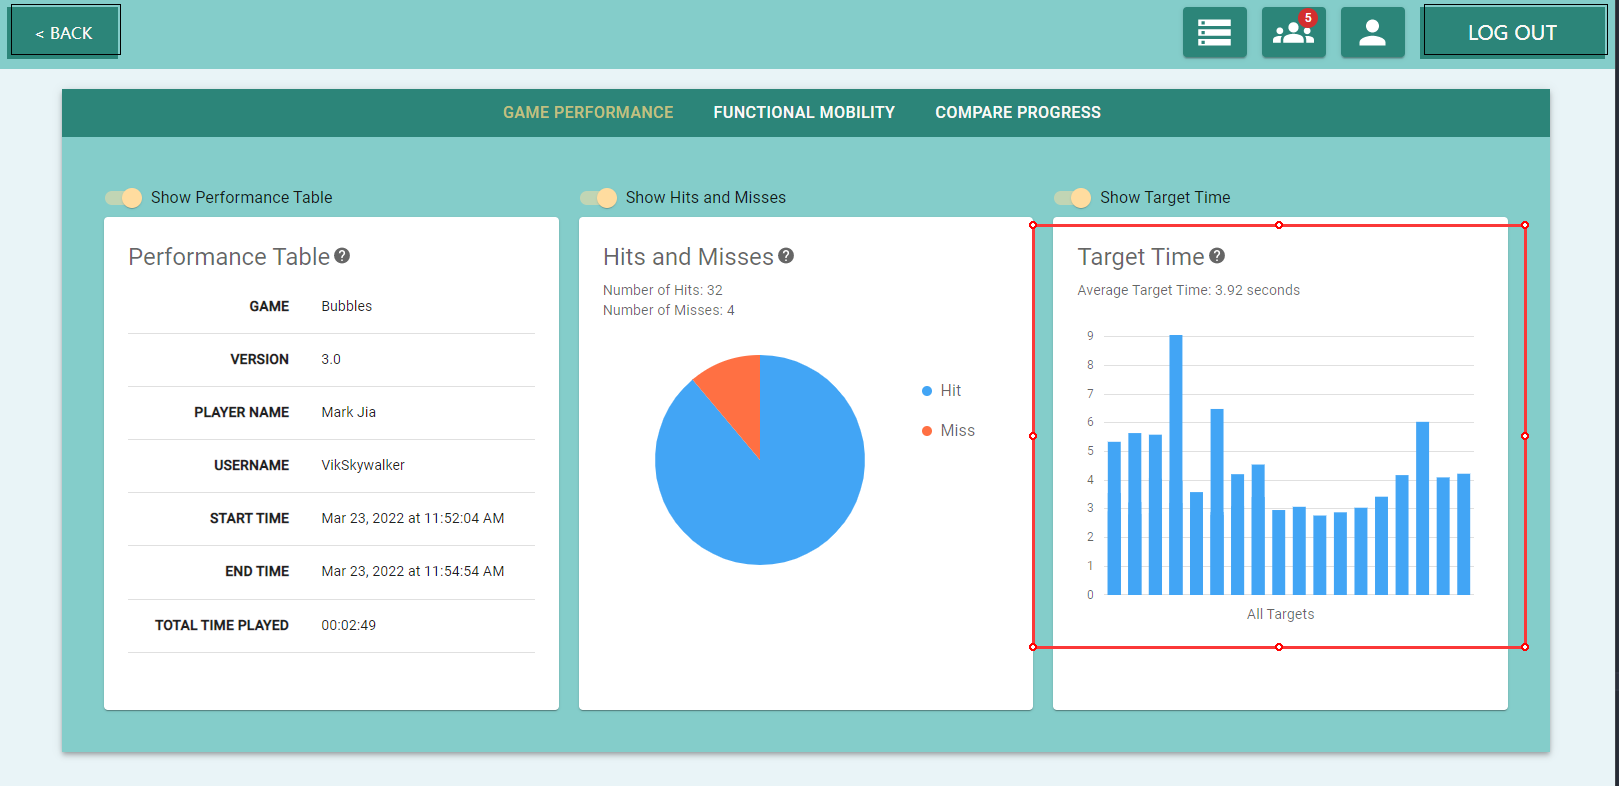 < BACK
5
LOG OUT
GAME PERFORMANCE
FUNCTIONAL MOBILITY
COMPARE PROGRESS
Show Performance Table
Performance Table ?
GAME Bubbles
VERSION 3.0
PLAYER NAME Mark Jia
USERNAME VikSkywalker
START TIME Mar 23, 2022 at 11:52:04 AM
END TIME Mar 23, 2022 at 11:54:54 AM
TOTAL TIME PLAYED 00:02:49
Show Hits and Misses
Hits and Misses ?
Number of Hits: 32
Number of Misses: 4
Hit
Miss
Show Target Time
Target Time ?
Average Target Time: 3.92 seconds
9
8
7
6
5
4
3
2
1
0
All Targets